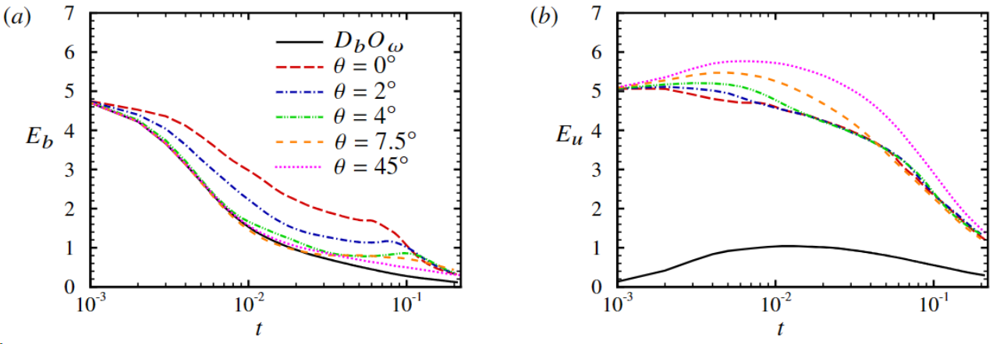 (a)
7
6
5
4
3
2
1
0
E_b
D_bO_ω
θ = 0°
θ = 2°
θ = 4°
θ = 7.5°
θ = 45°
10^-3
10^-2
10^-1
t
(b)
7
6
5
4
3
2
1
0
E_u
10^-3
10^-2
10^-1
t